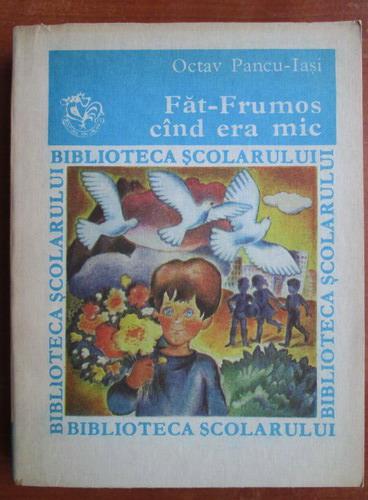 Octav Pancu-Iași
Făt-Frumos
cînd era mic
BIBLIOTECA ȘCOLARULUI
BIBLIOTECA ȘCOLARULUI
BIBLIOTECA ȘCOLARULUI
BIBLIOTECA ȘCOLARULUI